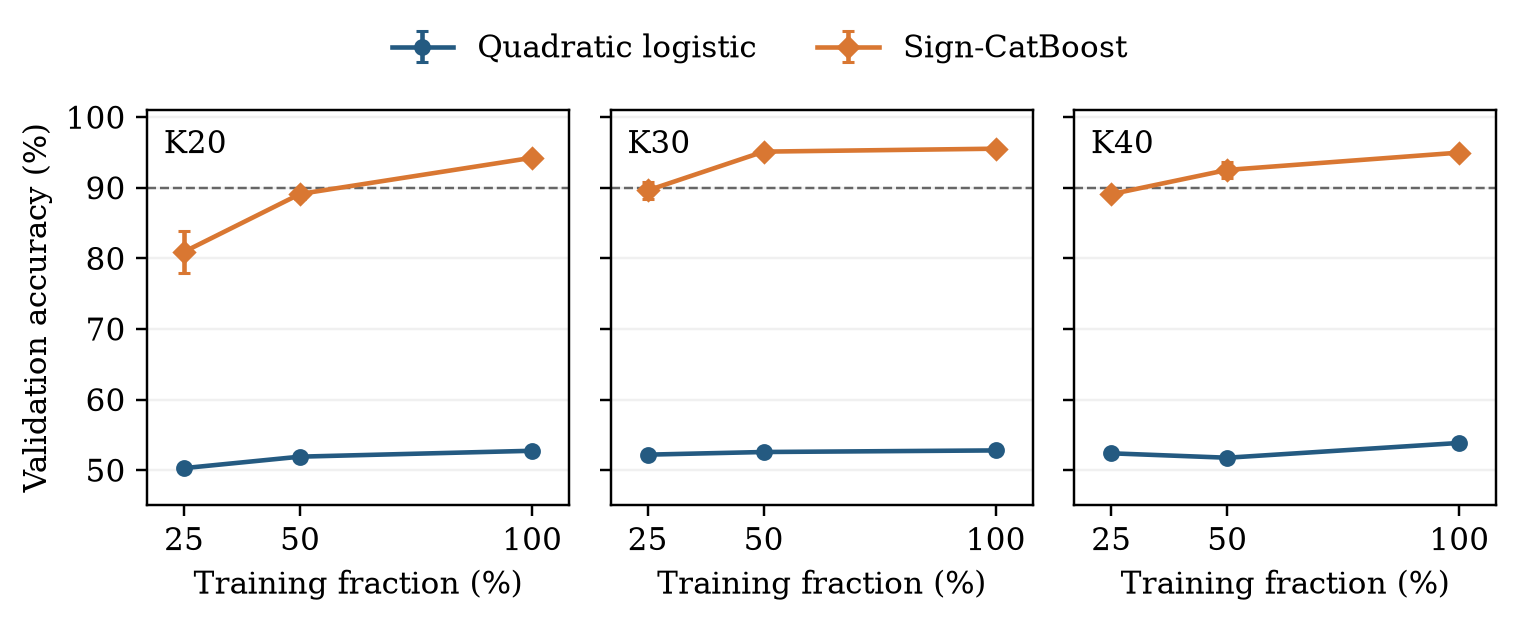 Quadratic logistic Sign-CatBoost
Validation accuracy (%)
100
90
80
70
60
50
K20
K30
K40
25 50 100
25 50 100
25 50 100
Training fraction (%)
Training fraction (%)
Training fraction (%)